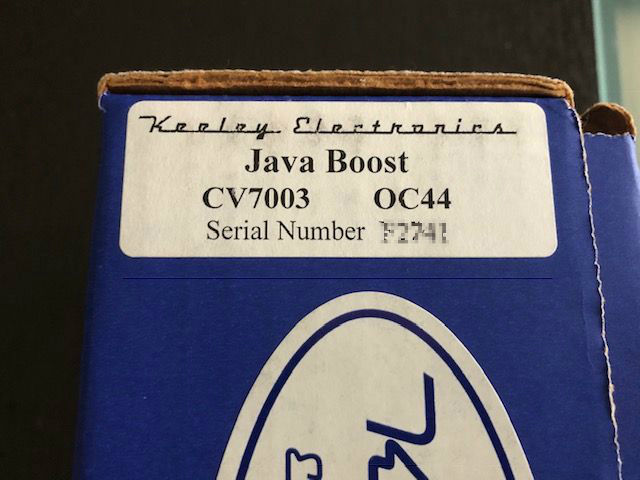 Keeley Electronics
Java Boost
CV7003 OC44
Serial Number